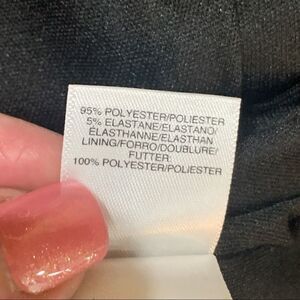 95% POLYESTER/POLIESTER
5% ELASTANE/ELASTANO/
ÉLASTHANNE/ELASTHAN
LINING/FORRO/DOUBLURE/
FUTTER:
100% POLYESTER/POLIESTER